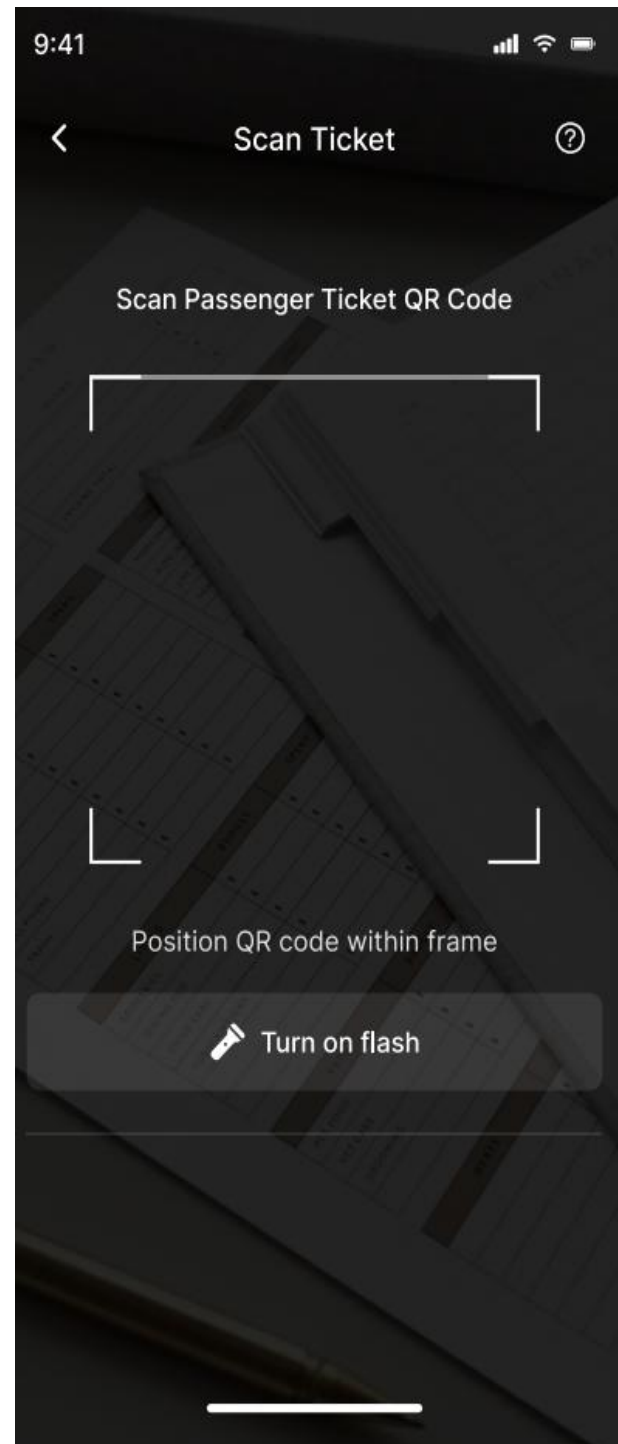 9:41
Scan Ticket
Scan Passenger Ticket QR Code
Position QR code within frame
Turn on flash